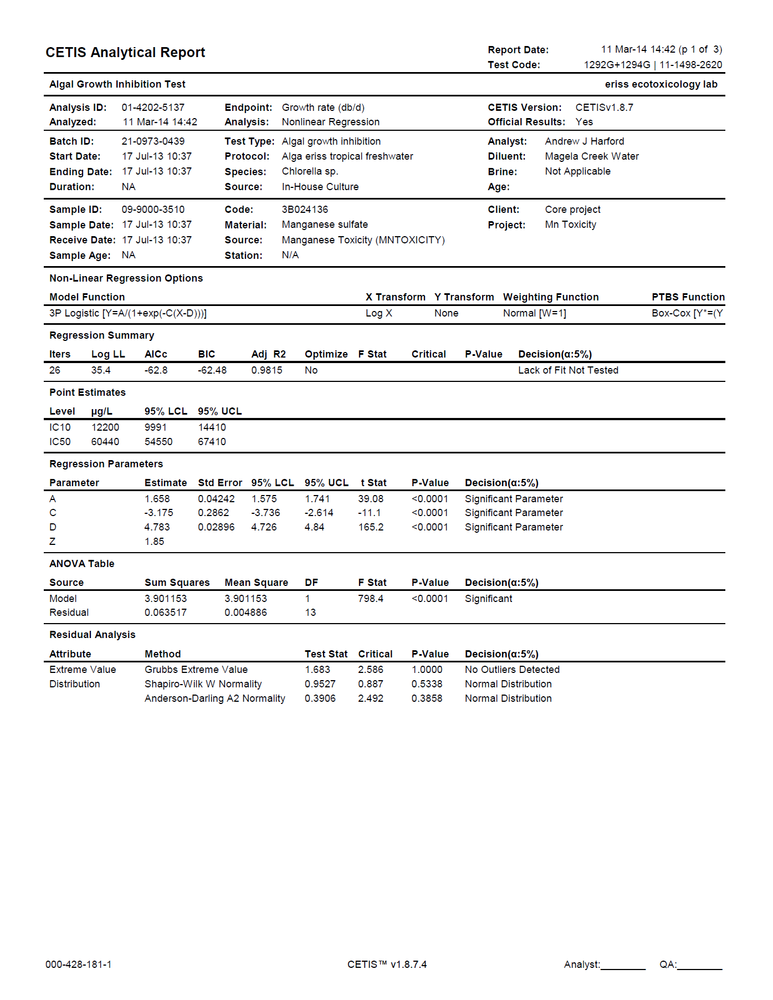 CETIS Analytical Report
Report Date: 11 Mar-14 14:42 (p 1 of 3)
Test Code: 1292G+1294G | 11-1498-2620
Algal Growth Inhibition Test eriss ecotoxicology lab
Analysis ID: 01-4202-5137 Endpoint: Growth rate (db/d) CETIS Version: CETISv1.8.7
Analyzed: 11 Mar-14 14:42 Analysis: Nonlinear Regression Official Results: Yes
Batch ID: 21-0973-0439 Test Type: Algal growth inhibition Analyst: Andrew J Harford
Start Date: 17 Jul-13 10:37 Protocol: Alga eriss tropical freshwater Diluent: Magela Creek Water
Ending Date: 17 Jul-13 10:37 Species: Chlorella sp. Brine: Not Applicable
Duration: NA Source: In-House Culture Age:
Sample ID: 09-9000-3510 Code: 3B024136 Client: Core project
Sample Date: 17 Jul-13 10:37 Material: Manganese sulfate Project: Mn Toxicity
Receive Date: 17 Jul-13 10:37 Source: Manganese Toxicity (MNTOXICITY)
Sample Age: NA Station: N/A
Non-Linear Regression Options
Model Function X Transform Y Transform Weighting Function PTBS Function
3P Logistic [Y=A/(1+exp(-C(X-D)))] Log X None Normal [W=1] Box-Cox [Y*=(Y
Regression Summary
Iters Log LL AICc BIC Adj R2 Optimize F Stat Critical P-Value Decision(α:5%)
26 35.4 -62.8 -62.48 0.9815 No Lack of Fit Not Tested
Point Estimates
Level µg/L 95% LCL 95% UCL
IC10 12200 9991 14410
IC50 60440 54550 67410
Regression Parameters
Parameter Estimate Std Error 95% LCL 95% UCL t Stat P-Value Decision(α:5%)
A 1.658 0.04242 1.575 1.741 39.08 <0.0001 Significant Parameter
C -3.175 0.2862 -3.736 -2.614 -11.1 <0.0001 Significant Parameter
D 4.783 0.02896 4.726 4.84 165.2 <0.0001 Significant Parameter
Z 1.85
ANOVA Table
Source Sum Squares Mean Square DF F Stat P-Value Decision(α:5%)
Model 3.901153 3.901153 1 798.4 <0.0001 Significant
Residual 0.063517 0.004886 13
Residual Analysis
Attribute Method Test Stat Critical P-Value Decision(α:5%)
Extreme Value Grubbs Extreme Value 1.683 2.586 1.0000 No Outliers Detected
Distribution Shapiro-Wilk W Normality 0.9527 0.887 0.5338 Normal Distribution
Anderson-Darling A2 Normality 0.3906 2.492 0.3858 Normal Distribution
000-428-181-1 CETIS™ v1.8.7.4 Analyst:________ QA:________